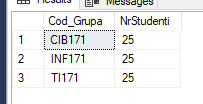 Results Messages
Cod_Grupa NrStudenti
1 CIB171 25
2 INF171 25
3 TI171 25